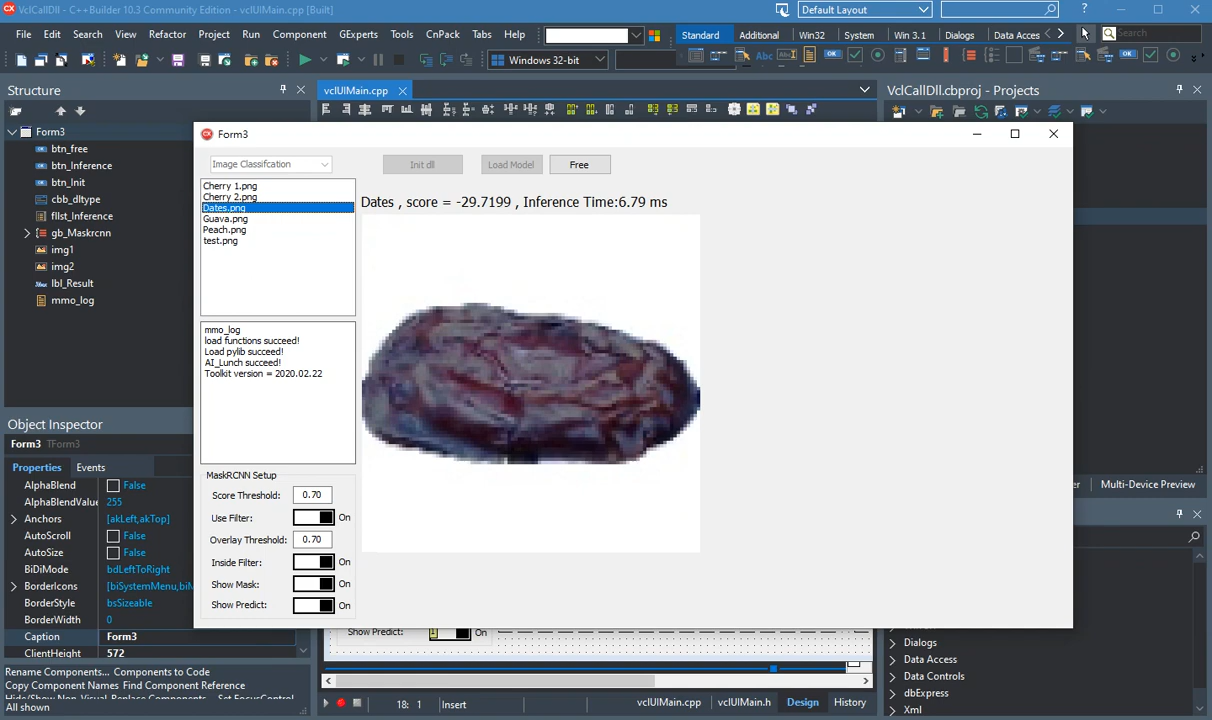 VclCallDll - C++Builder 10.3 Community Edition - vclUIMain.cpp [Built]
Default Layout
File Edit Search View Refactor Project Run Component GExperts Tools CnPack Tabs Help
Standard Additional Win32 System Win 3.1 Dialogs Data Acces
Search
Windows 32-bit
Structure
vclUIMain.cpp
VclCallDll.cbproj - Projects
Form3
btn_free
btn_Inference
btn_Init
cbb_dltype
fllst_Inference
gb_Maskrcnn
img1
img2
lbl_Result
mmo_log
Form3
Image Classifcation
Init dll
Load Model
Free
Cherry 1.png
Cherry 2.png
Dates.png
Guava.png
Peach.png
test.png
Dates , score = -29.7199 , Inference Time:6.79 ms
mmo_log
load functions succeed!
Load pylib succeed!
AI_Lunch succeed!
Toolkit version = 2020.02.22
MaskRCNN Setup
Score Threshold: 0.70
Use Filter: On
Overlay Threshold: 0.70
Inside Filter: On
Show Mask: On
Show Predict: On
Object Inspector
Form3 TForm3
Properties Events
AlphaBlend False
AlphaBlendValue 255
Anchors [akLeft,akTop]
AutoScroll False
AutoSize False
BiDiMode bdLeftToRight
BorderIcons [biSystemMenu,biM
BorderStyle bsSizeable
BorderWidth 0
Caption Form3
ClientHeight 572
Rename Components... Components to Code
Copy Component Names Find Component Reference
All shown
Show Predict: On
18: 1 Insert
vclUIMain.cpp vclUIMain.h Design History
er Multi-Device Preview
Dialogs
Data Access
Data Controls
dbExpress
Xml